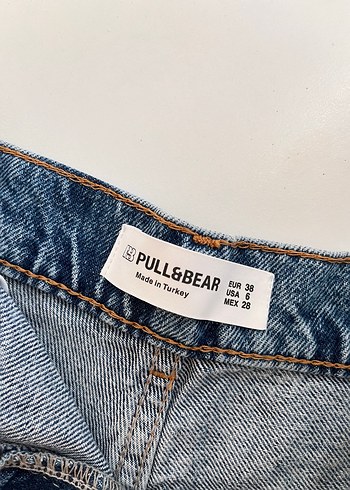 PULL&BEAR
Made in Turkey
EUR 38
USA 6
MEX 28